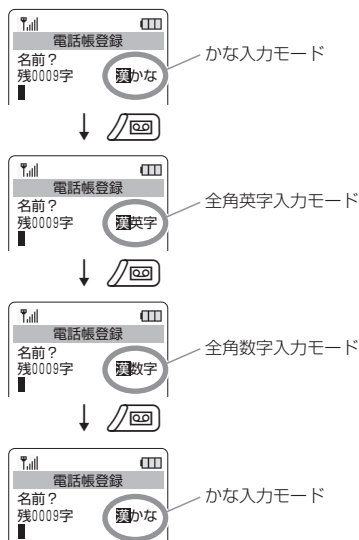 電話帳登録
名前?
残0009字 漢かな
かな入力モード
電話帳登録
名前?
残0009字 漢英字
全角英字入力モード
電話帳登録
名前?
残0009字 漢数字
全角数字入力モード
電話帳登録
名前?
残0009字 漢かな
かな入力モード